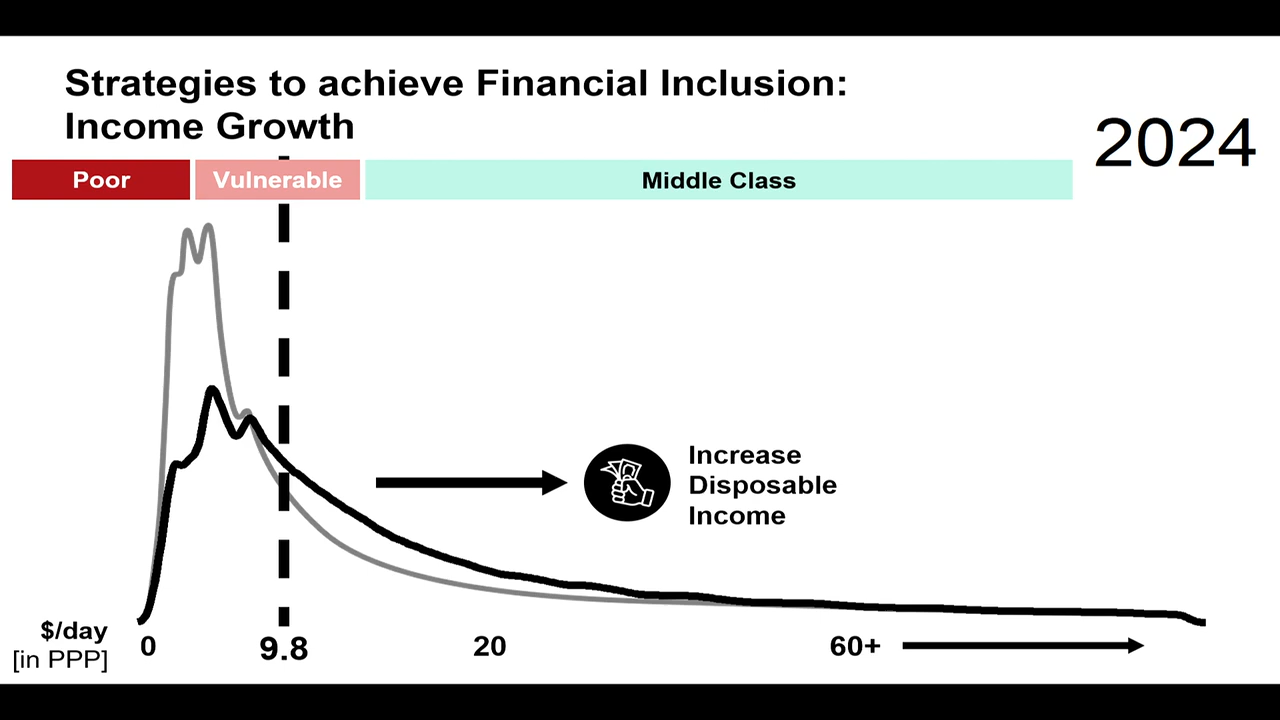 Strategies to achieve Financial Inclusion:
Income Growth
2024
Poor
Vulnerable
Middle Class
Increase
Disposable
Income
$/day
[in PPP]
0
9.8
20
60+